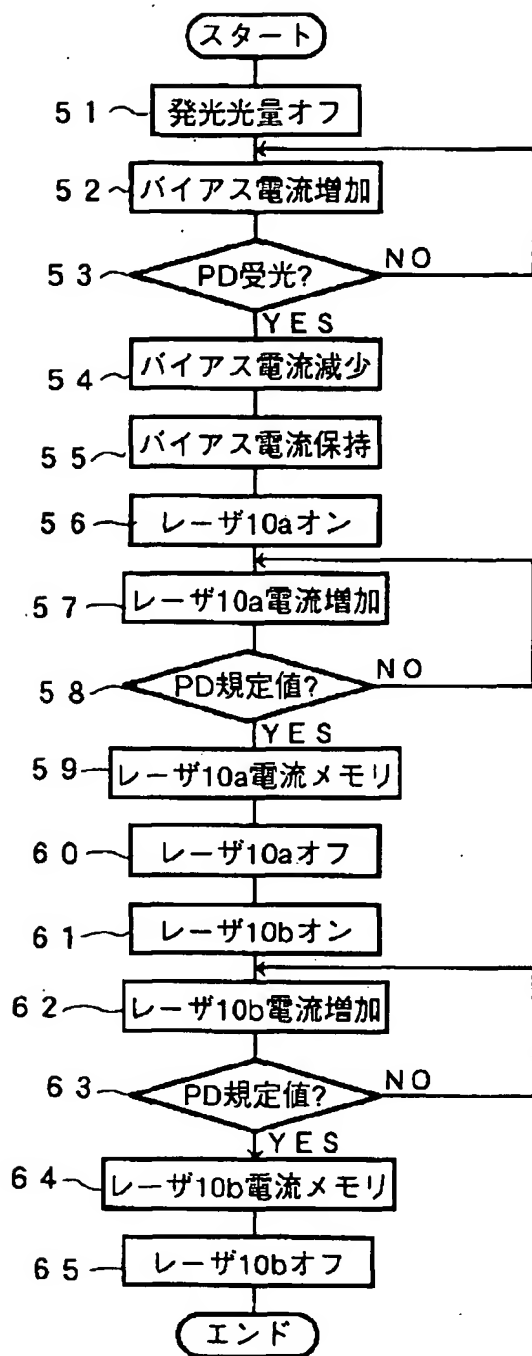 スタート
51 発光光量オフ
52 バイアス電流増加
53 PD受光? NO
YES
54 バイアス電流減少
55 バイアス電流保持
56 レーザ10aオン
57 レーザ10a電流増加
58 PD規定値? NO
YES
59 レーザ10a電流メモリ
60 レーザ10aオフ
61 レーザ10bオン
62 レーザ10b電流増加
63 PD規定値? NO
YES
64 レーザ10b電流メモリ
65 レーザ10bオフ
エンド